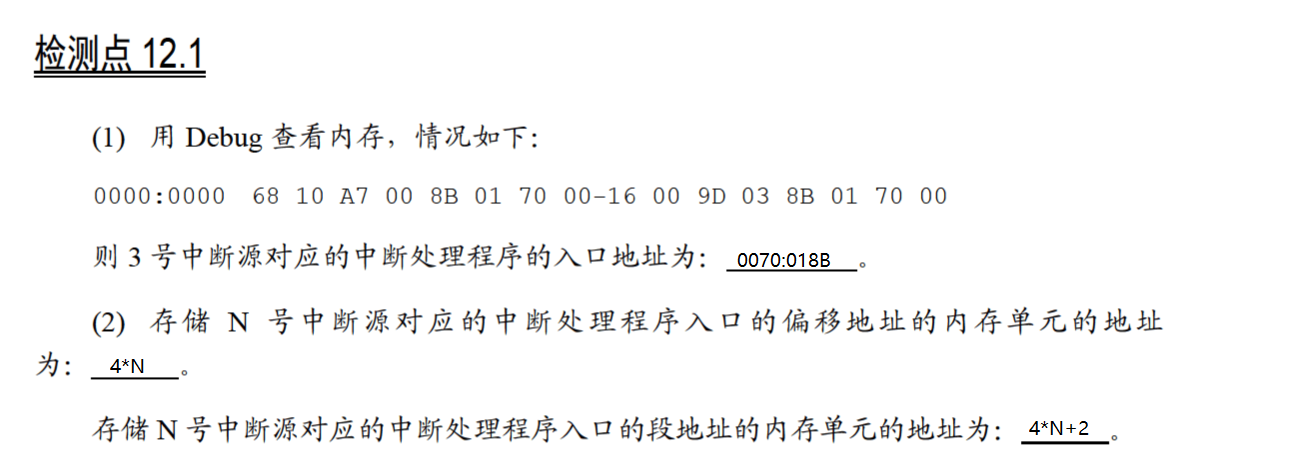 检测点 12.1
(1) 用 Debug 查看内存，情况如下：
0000:0000 68 10 A7 00 8B 01 70 00-16 00 9D 03 8B 01 70 00
则 3 号中断源对应的中断处理程序的入口地址为：0070:018B。
(2) 存储 N 号中断源对应的中断处理程序入口的偏移地址的内存单元的地址
为：4*N。
存储 N 号中断源对应的中断处理程序入口的段地址的内存单元的地址为：4*N+2。